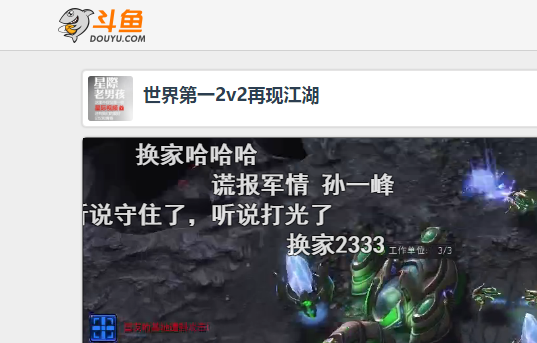 斗鱼
DOUYU.COM
星际
老男孩
世界第一2v2再现江湖
换家哈哈哈
谎报军情 孙一峰
听说守住了，听说打光了
换家2333
工作单位: 3/3